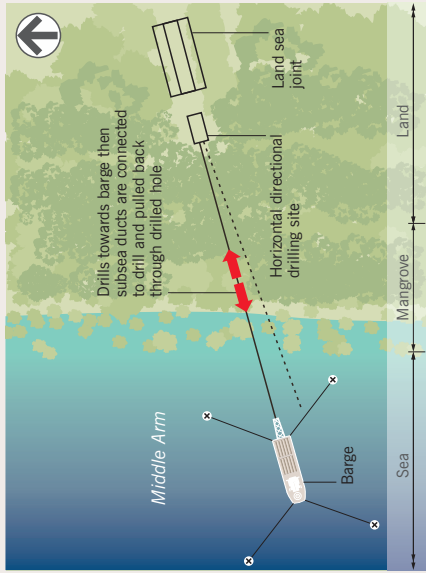 Land sea
joint
Drills towards barge then
subsea ducts are connected
to drill and pulled back
through drilled hole
Horizontal directional
drilling site
Middle Arm
Barge
Sea
Mangrove
Land